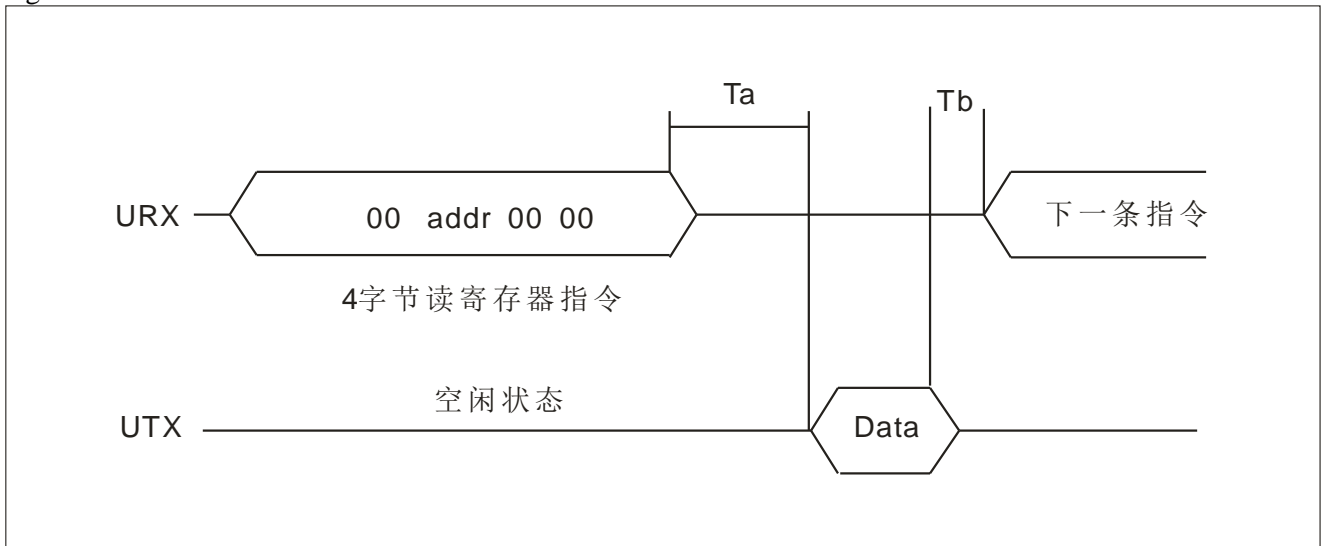 Ta
Tb
URX
00 addr 00 00
下一条指令
4字节读寄存器指令
空闲状态
UTX
Data